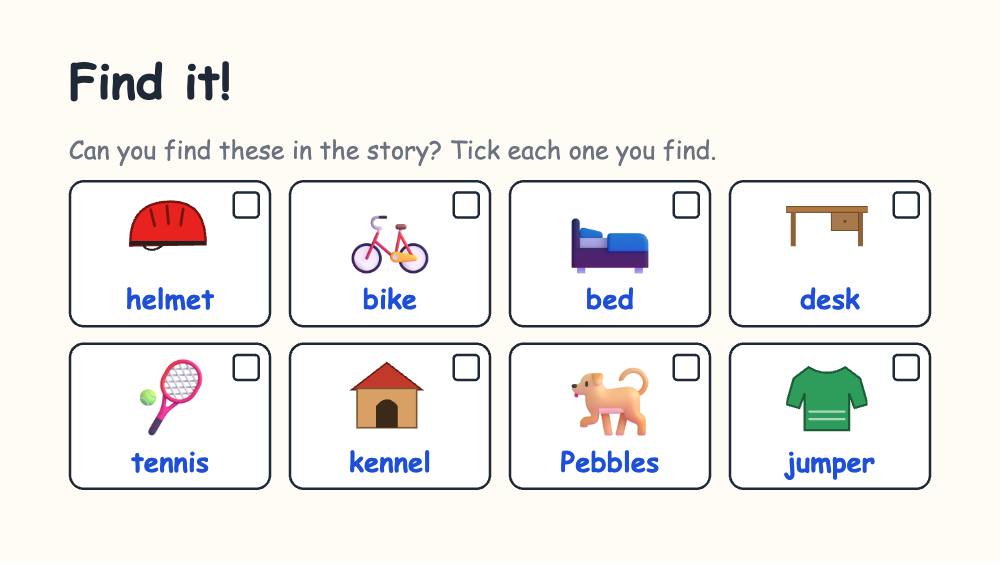 Find it!
Can you find these in the story? Tick each one you find.
helmet
bike
bed
desk
tennis
kennel
Pebbles
jumper